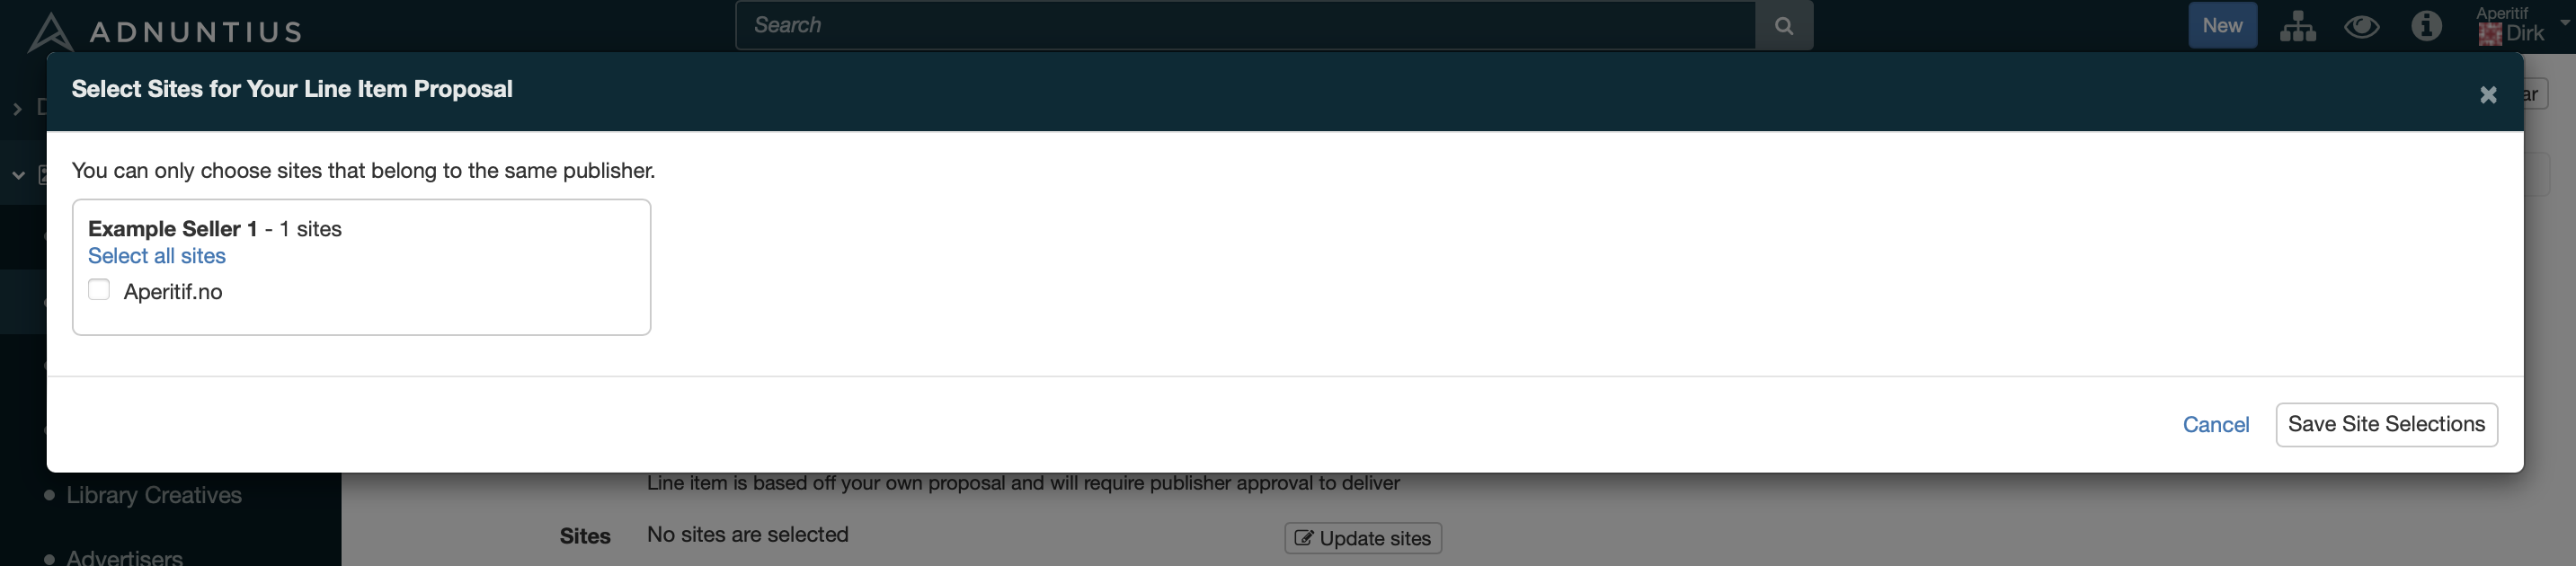 ADNUNTIUS
Search
New
Aperitif
Dirk
Select Sites for Your Line Item Proposal
You can only choose sites that belong to the same publisher.
Example Seller 1 - 1 sites
Select all sites
Aperitif.no
Cancel
Save Site Selections
Library Creatives
Line item is based off your own proposal and will require publisher approval to deliver
Sites No sites are selected Update sites
Advertisers